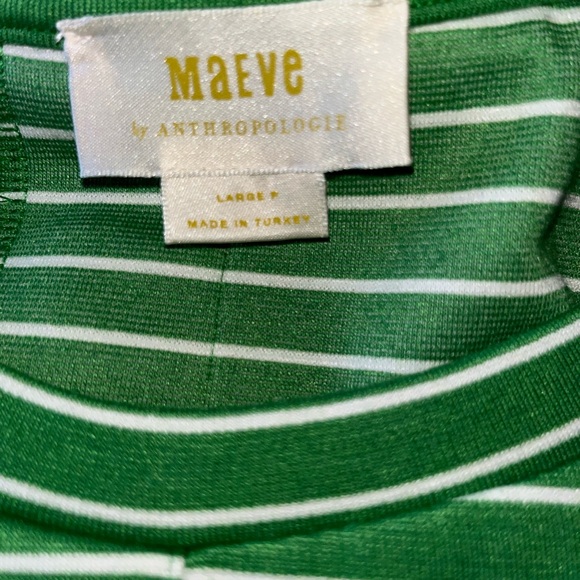 MaEVe
by ANTHROPOLOGIE
LARGE P
MADE IN TURKEY